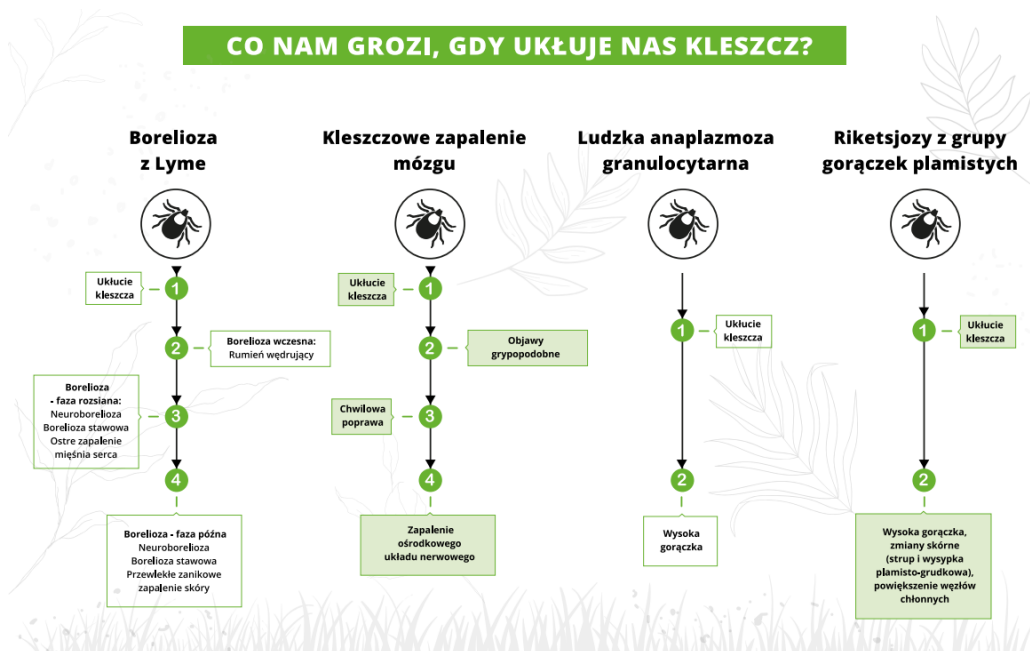 CO NAM GROZI, GDY UKŁUJE NAS KLESZCZ?
Borelioza
z Lyme
1
Ukłucie
kleszcza
2
Borelioza wczesna:
Rumień wędrujący
3
Borelioza
- faza rozsiana:
Neuroborelioza
Borelioza stawowa
Ostre zapalenie
mięśnia serca
4
Borelioza - faza późna
Neuroborelioza
Borelioza stawowa
Przewlekłe zanikowe
zapalenie skóry
Kleszczowe zapalenie
mózgu
1
Ukłucie
kleszcza
2
Objawy
grypopodobne
3
Chwilowa
poprawa
4
Zapalenie
ośrodkowego
układu nerwowego
Ludzka anaplazmoza
granulocytarna
1
Ukłucie
kleszcza
2
Wysoka
gorączka
Riketsjozy z grupy
gorączek plamistych
1
Ukłucie
kleszcza
2
Wysoka gorączka,
zmiany skórne
(strup i wysypka
plamisto-grudkowa),
powiększenie węzłów
chłonnych